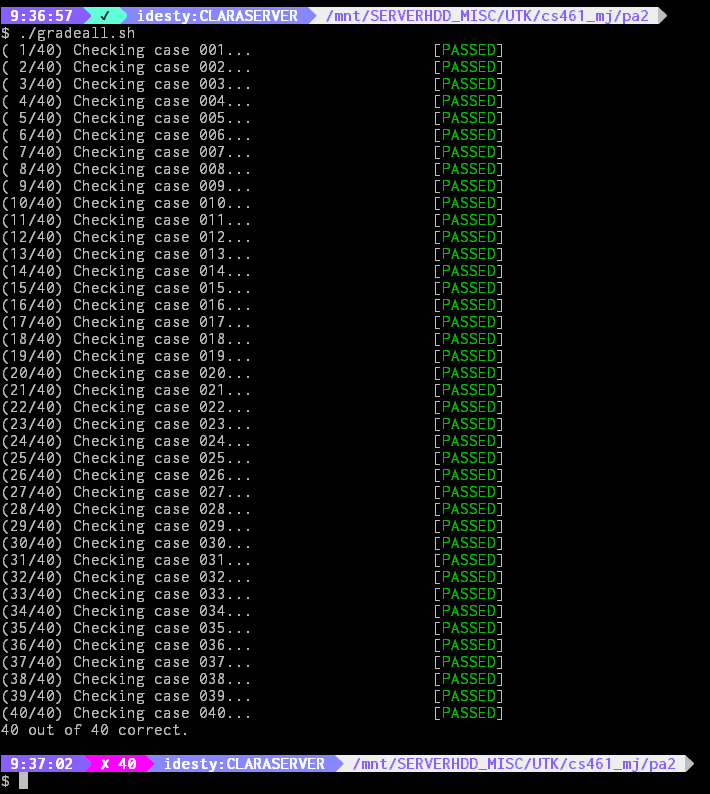 9:36:57 ✓ idesty:CLARASERVER /mnt/SERVERHDD_MISC/UTK/cs461_mj/pa2
$ ./gradeall.sh
( 1/40) Checking case 001... [PASSED]
( 2/40) Checking case 002... [PASSED]
( 3/40) Checking case 003... [PASSED]
( 4/40) Checking case 004... [PASSED]
( 5/40) Checking case 005... [PASSED]
( 6/40) Checking case 006... [PASSED]
( 7/40) Checking case 007... [PASSED]
( 8/40) Checking case 008... [PASSED]
( 9/40) Checking case 009... [PASSED]
(10/40) Checking case 010... [PASSED]
(11/40) Checking case 011... [PASSED]
(12/40) Checking case 012... [PASSED]
(13/40) Checking case 013... [PASSED]
(14/40) Checking case 014... [PASSED]
(15/40) Checking case 015... [PASSED]
(16/40) Checking case 016... [PASSED]
(17/40) Checking case 017... [PASSED]
(18/40) Checking case 018... [PASSED]
(19/40) Checking case 019... [PASSED]
(20/40) Checking case 020... [PASSED]
(21/40) Checking case 021... [PASSED]
(22/40) Checking case 022... [PASSED]
(23/40) Checking case 023... [PASSED]
(24/40) Checking case 024... [PASSED]
(25/40) Checking case 025... [PASSED]
(26/40) Checking case 026... [PASSED]
(27/40) Checking case 027... [PASSED]
(28/40) Checking case 028... [PASSED]
(29/40) Checking case 029... [PASSED]
(30/40) Checking case 030... [PASSED]
(31/40) Checking case 031... [PASSED]
(32/40) Checking case 032... [PASSED]
(33/40) Checking case 033... [PASSED]
(34/40) Checking case 034... [PASSED]
(35/40) Checking case 035... [PASSED]
(36/40) Checking case 036... [PASSED]
(37/40) Checking case 037... [PASSED]
(38/40) Checking case 038... [PASSED]
(39/40) Checking case 039... [PASSED]
(40/40) Checking case 040... [PASSED]
40 out of 40 correct.
9:37:02 ✗ 40 idesty:CLARASERVER /mnt/SERVERHDD_MISC/UTK/cs461_mj/pa2
$